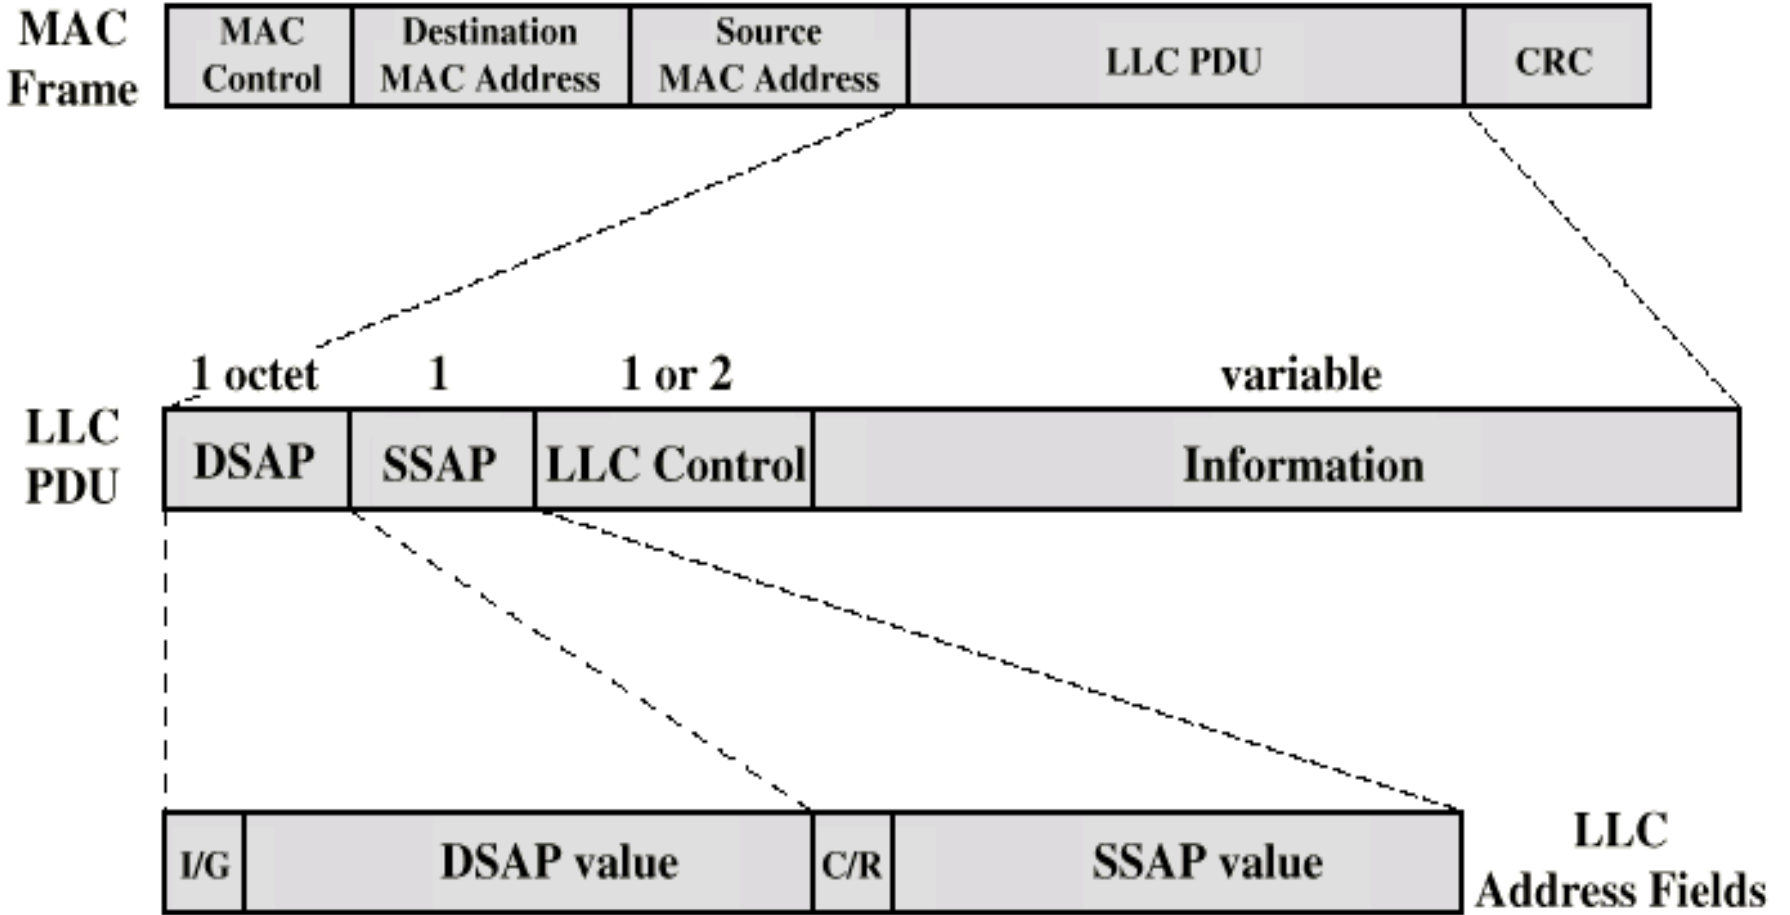 MAC
Frame
MAC
Control
Destination
MAC Address
Source
MAC Address
LLC PDU
CRC
1 octet
1
1 or 2
variable
LLC
PDU
DSAP
SSAP
LLC Control
Information
I/G
DSAP value
C/R
SSAP value
LLC
Address Fields